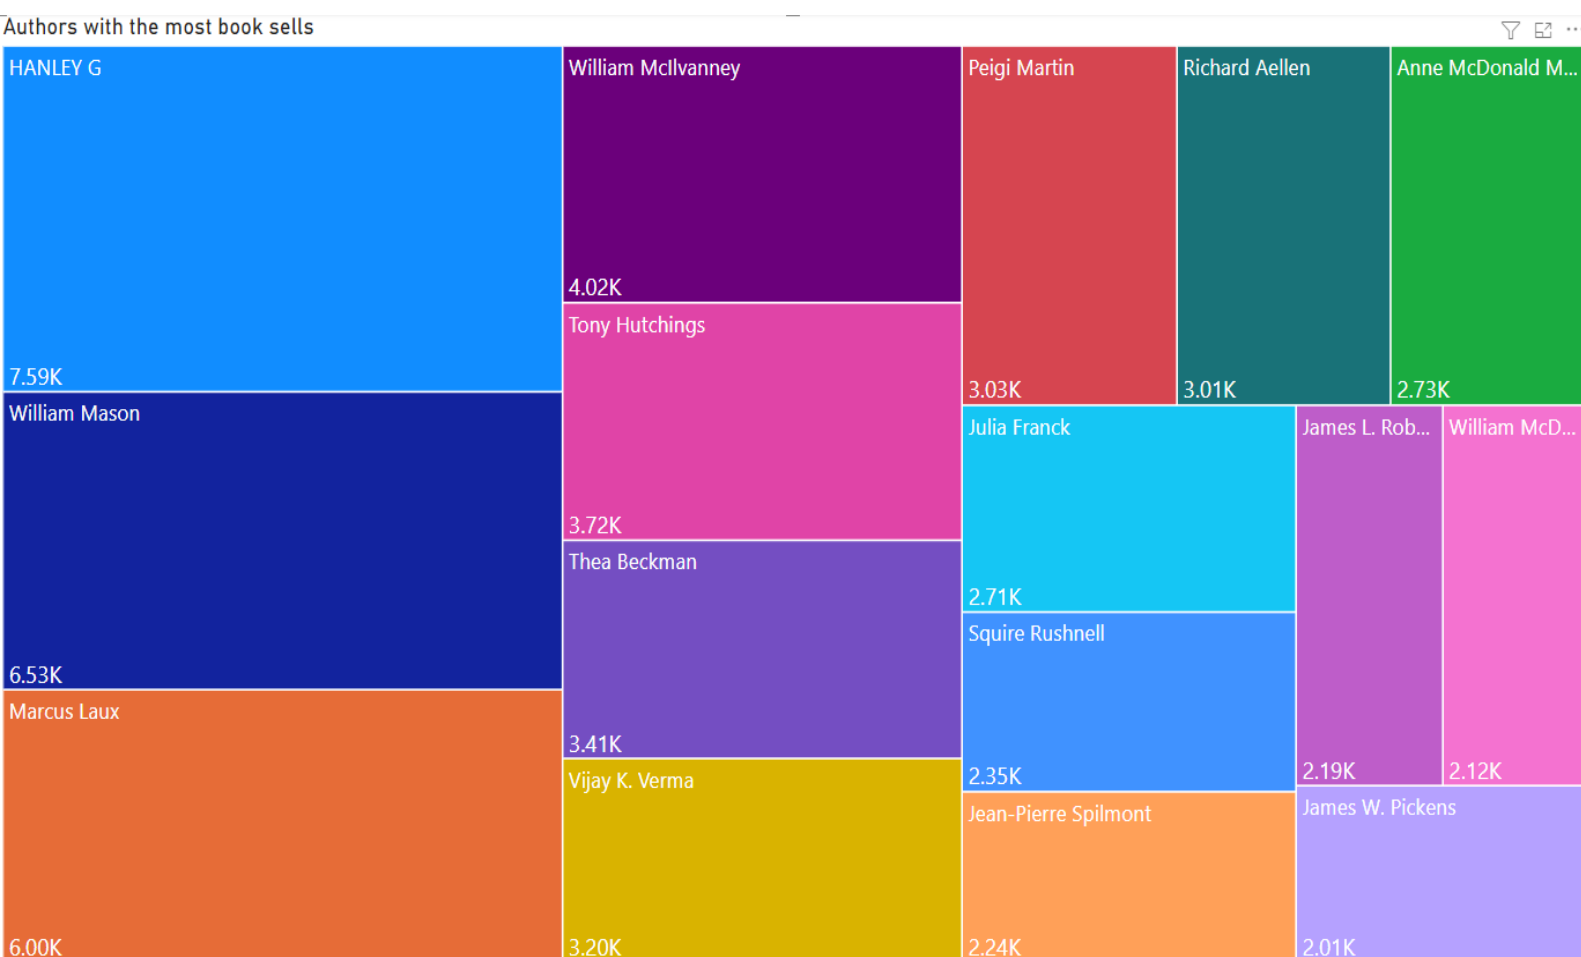 Authors with the most book sells
HANLEY G
7.59K
William Mason
6.53K
Marcus Laux
6.00K
William McIlvanney
4.02K
Tony Hutchings
3.72K
Thea Beckman
3.41K
Vijay K. Verma
3.20K
Peigi Martin
3.03K
Richard Aellen
3.01K
Anne McDonald M...
2.73K
Julia Franck
2.71K
Squire Rushnell
2.35K
Jean-Pierre Spilmont
2.24K
James L. Rob...
2.19K
William McD...
2.12K
James W. Pickens
2.01K